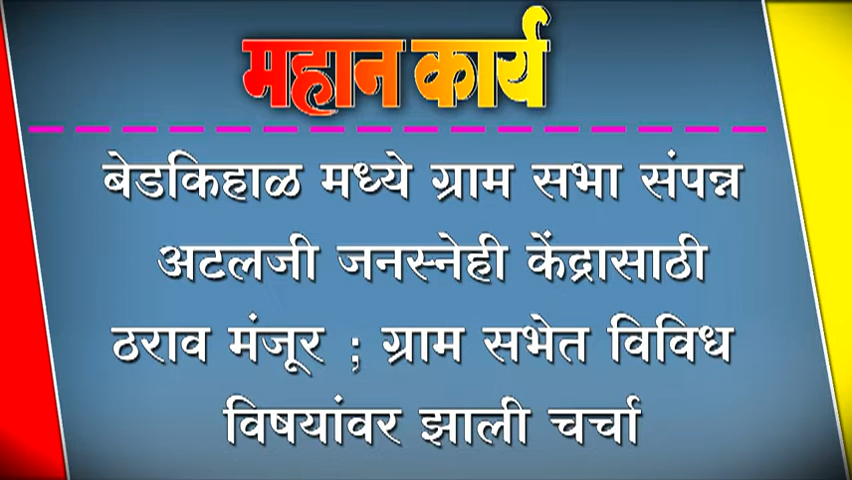 महान कार्य
बेडकिहाळ मध्ये ग्राम सभा संपन्न
अटलजी जनस्नेही केंद्रासाठी
ठराव मंजूर ; ग्राम सभेत विविध
विषयांवर झाली चर्चा